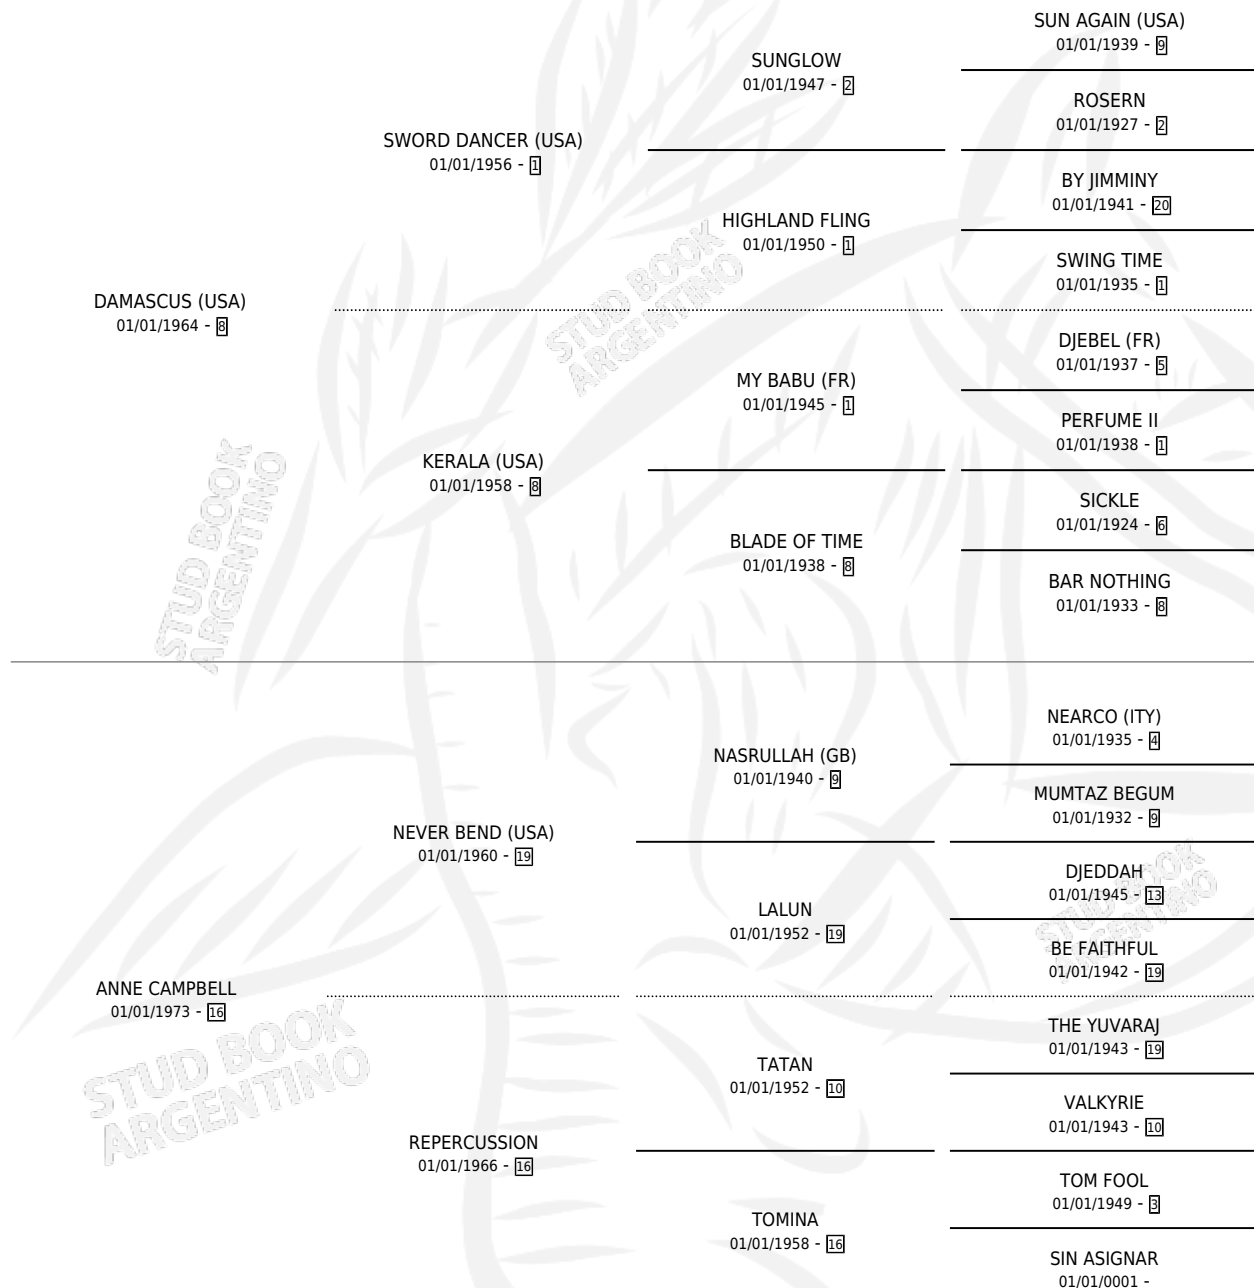 SUN AGAIN (USA)
01/01/1939 - 9
SUNGLOW
01/01/1947 - 2
ROSERN
01/01/1927 - 2
SWORD DANCER (USA)
01/01/1956 - 1
BY JIMMINY
01/01/1941 - 20
HIGHLAND FLING
01/01/1950 - 1
SWING TIME
01/01/1935 - 1
DAMASCUS (USA)
01/01/1964 - 8
DJEBEL (FR)
01/01/1937 - 5
MY BABU (FR)
01/01/1945 - 1
PERFUME II
01/01/1938 - 1
KERALA (USA)
01/01/1958 - 8
SICKLE
01/01/1924 - 6
BLADE OF TIME
01/01/1938 - 8
BAR NOTHING
01/01/1933 - 8
NEARCO (ITY)
01/01/1935 - 4
NASRULLAH (GB)
01/01/1940 - 9
MUMTAZ BEGUM
01/01/1932 - 9
NEVER BEND (USA)
01/01/1960 - 19
DJEDDAH
01/01/1945 - 13
LALUN
01/01/1952 - 19
BE FAITHFUL
01/01/1942 - 19
ANNE CAMPBELL
01/01/1973 - 16
THE YUVARAJ
01/01/1943 - 19
TATAN
01/01/1952 - 10
VALKYRIE
01/01/1943 - 10
REPERCUSSION
01/01/1966 - 16
TOM FOOL
01/01/1949 - 3
TOMINA
01/01/1958 - 16
SIN ASIGNAR
01/01/0001 -
STUD BOOK
ARGENTINO
STUD BOOK
ARGENTINO
STUD BOOK
ARGENTINO
STUD BOOK
ARGENTINO